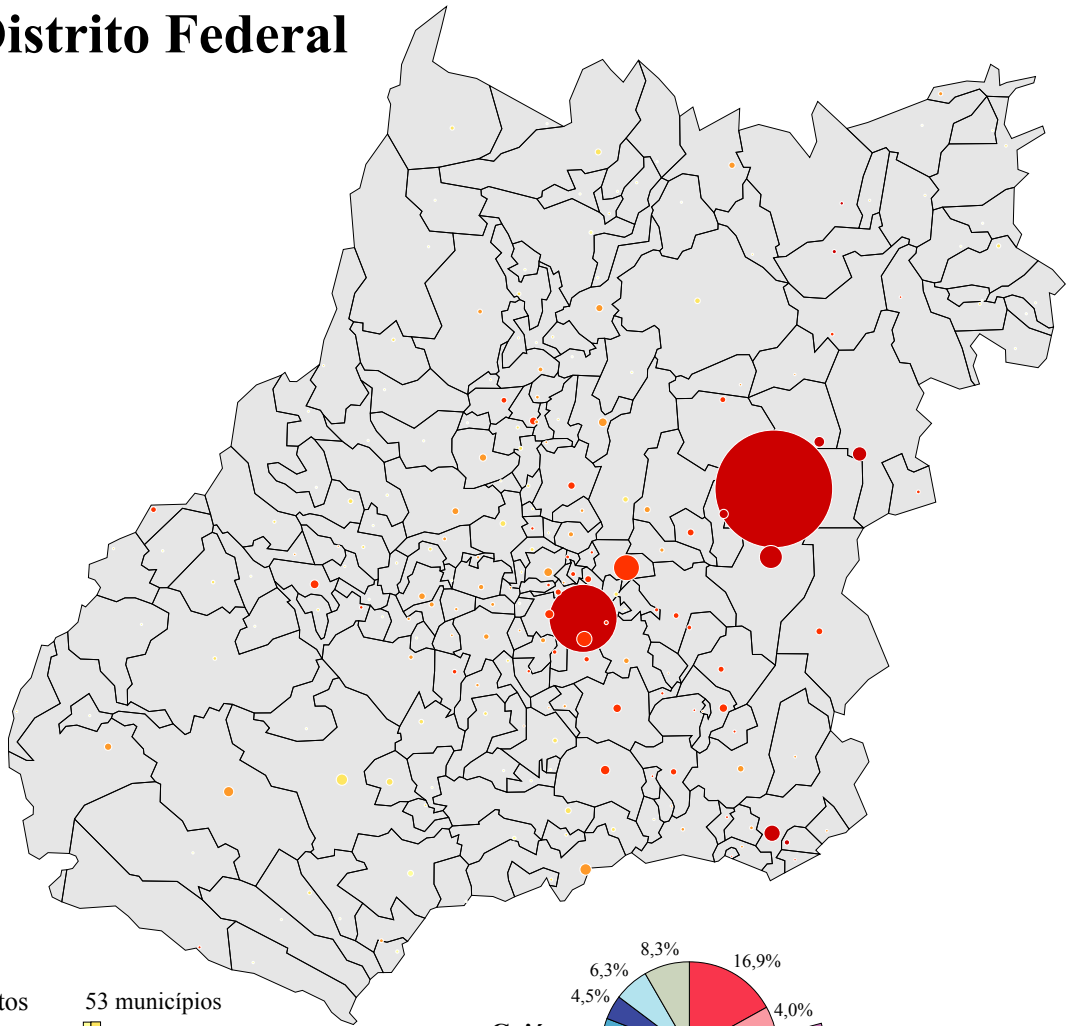 Distrito Federal
8,3%
16,9%
6,3%
4,5%
4,0%
53 municípios